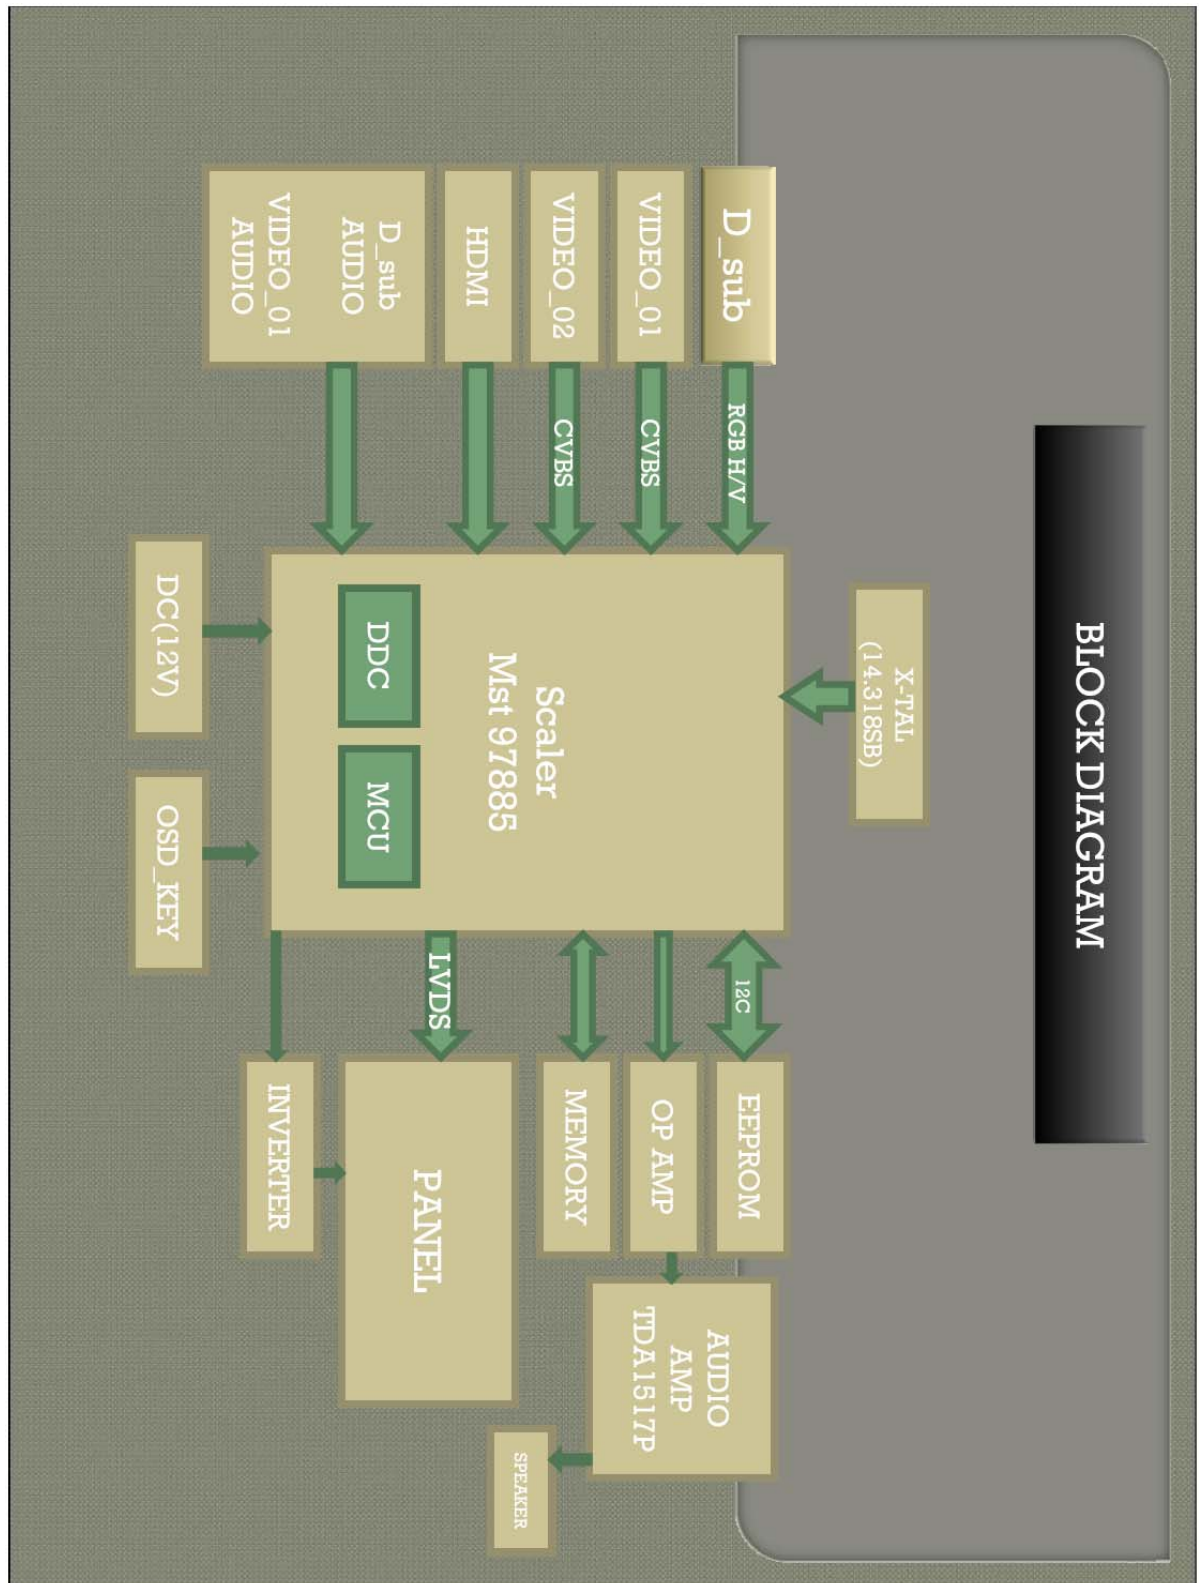 BLOCK DIAGRAM
X-TAL
(14.318SB)
D_sub
RGB H/V
VIDEO_01
CVBS
VIDEO_02
CVBS
HDMI
D_sub
AUDIO
VIDEO_01
AUDIO
Scaler
Mst 97885
DDC
MCU
DC(12V)
OSD_KEY
12C
EEPROM
OP AMP
MEMORY
LVDS
PANEL
INVERTER
AUDIO
AMP
TDA1517P
SPEAKER